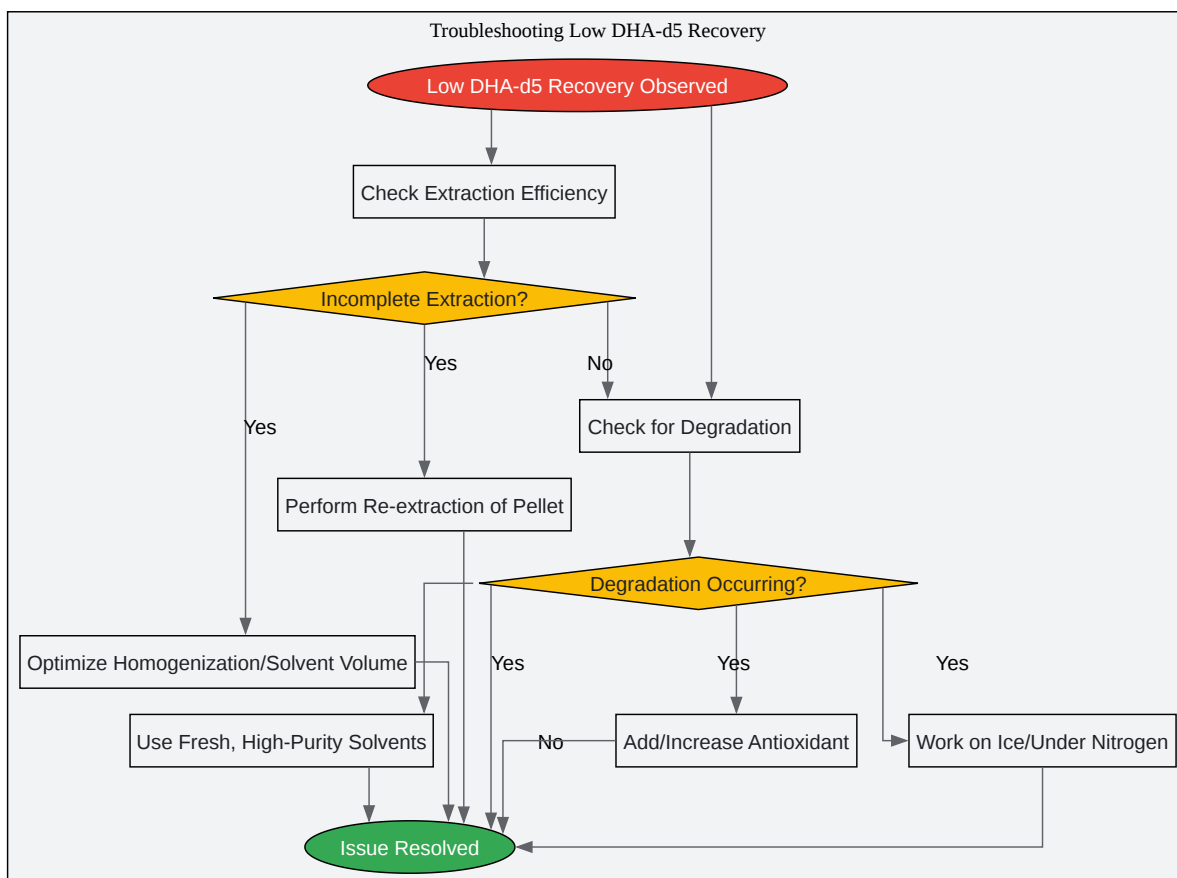 Troubleshooting Low DHA-d5 Recovery
Low DHA-d5 Recovery Observed
Check Extraction Efficiency
Incomplete Extraction?
Yes
No
Yes
Check for Degradation
Perform Re-extraction of Pellet
Degradation Occurring?
Optimize Homogenization/Solvent Volume
Yes
Yes
Yes
Use Fresh, High-Purity Solvents
No
Add/Increase Antioxidant
Work on Ice/Under Nitrogen
Issue Resolved